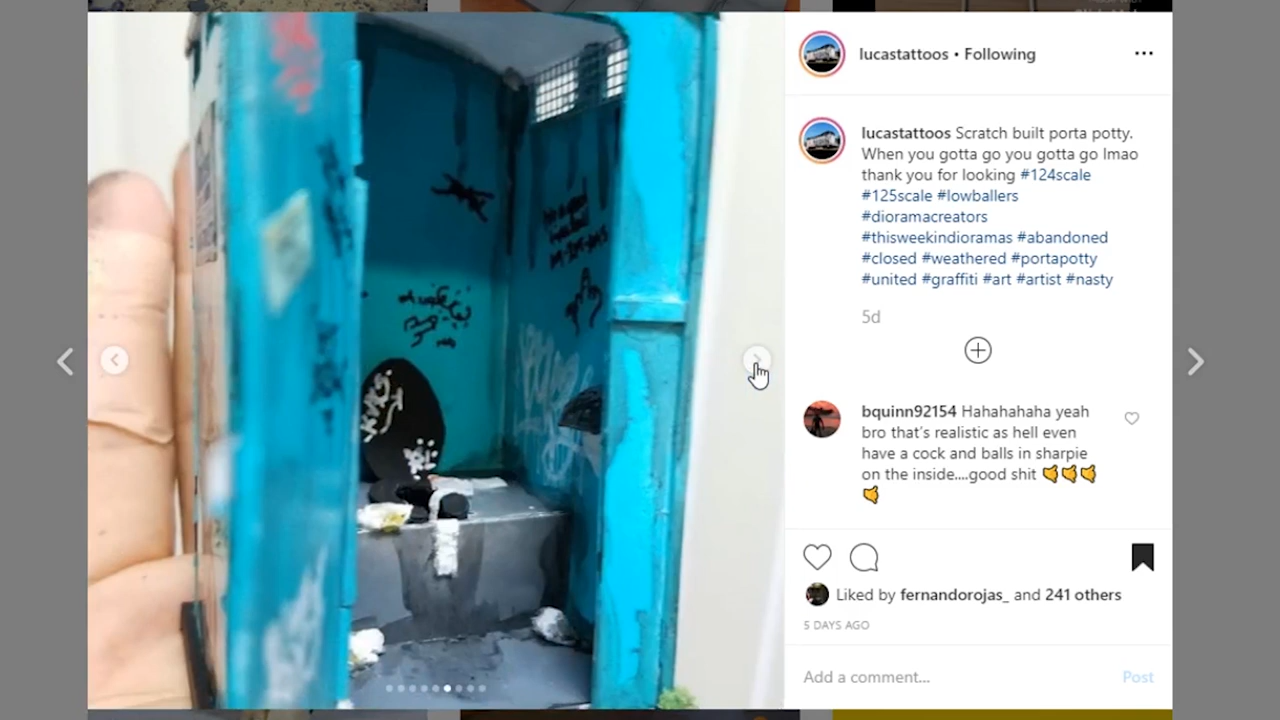 lucastattoos • Following
lucastattoos Scratch built porta potty.
When you gotta go you gotta go lmao
thank you for looking #124scale
#125scale #lowballers
#dioramacreators
#thisweekindioramas #abandoned
#closed #weathered #portapotty
#united #graffiti #art #artist #nasty
5d
bquinn92154 Hahahahaha yeah
bro that's realistic as hell even
have a cock and balls in sharpie
on the inside....good shit
Liked by fernandorojas_ and 241 others
5 DAYS AGO
Add a comment...
Post